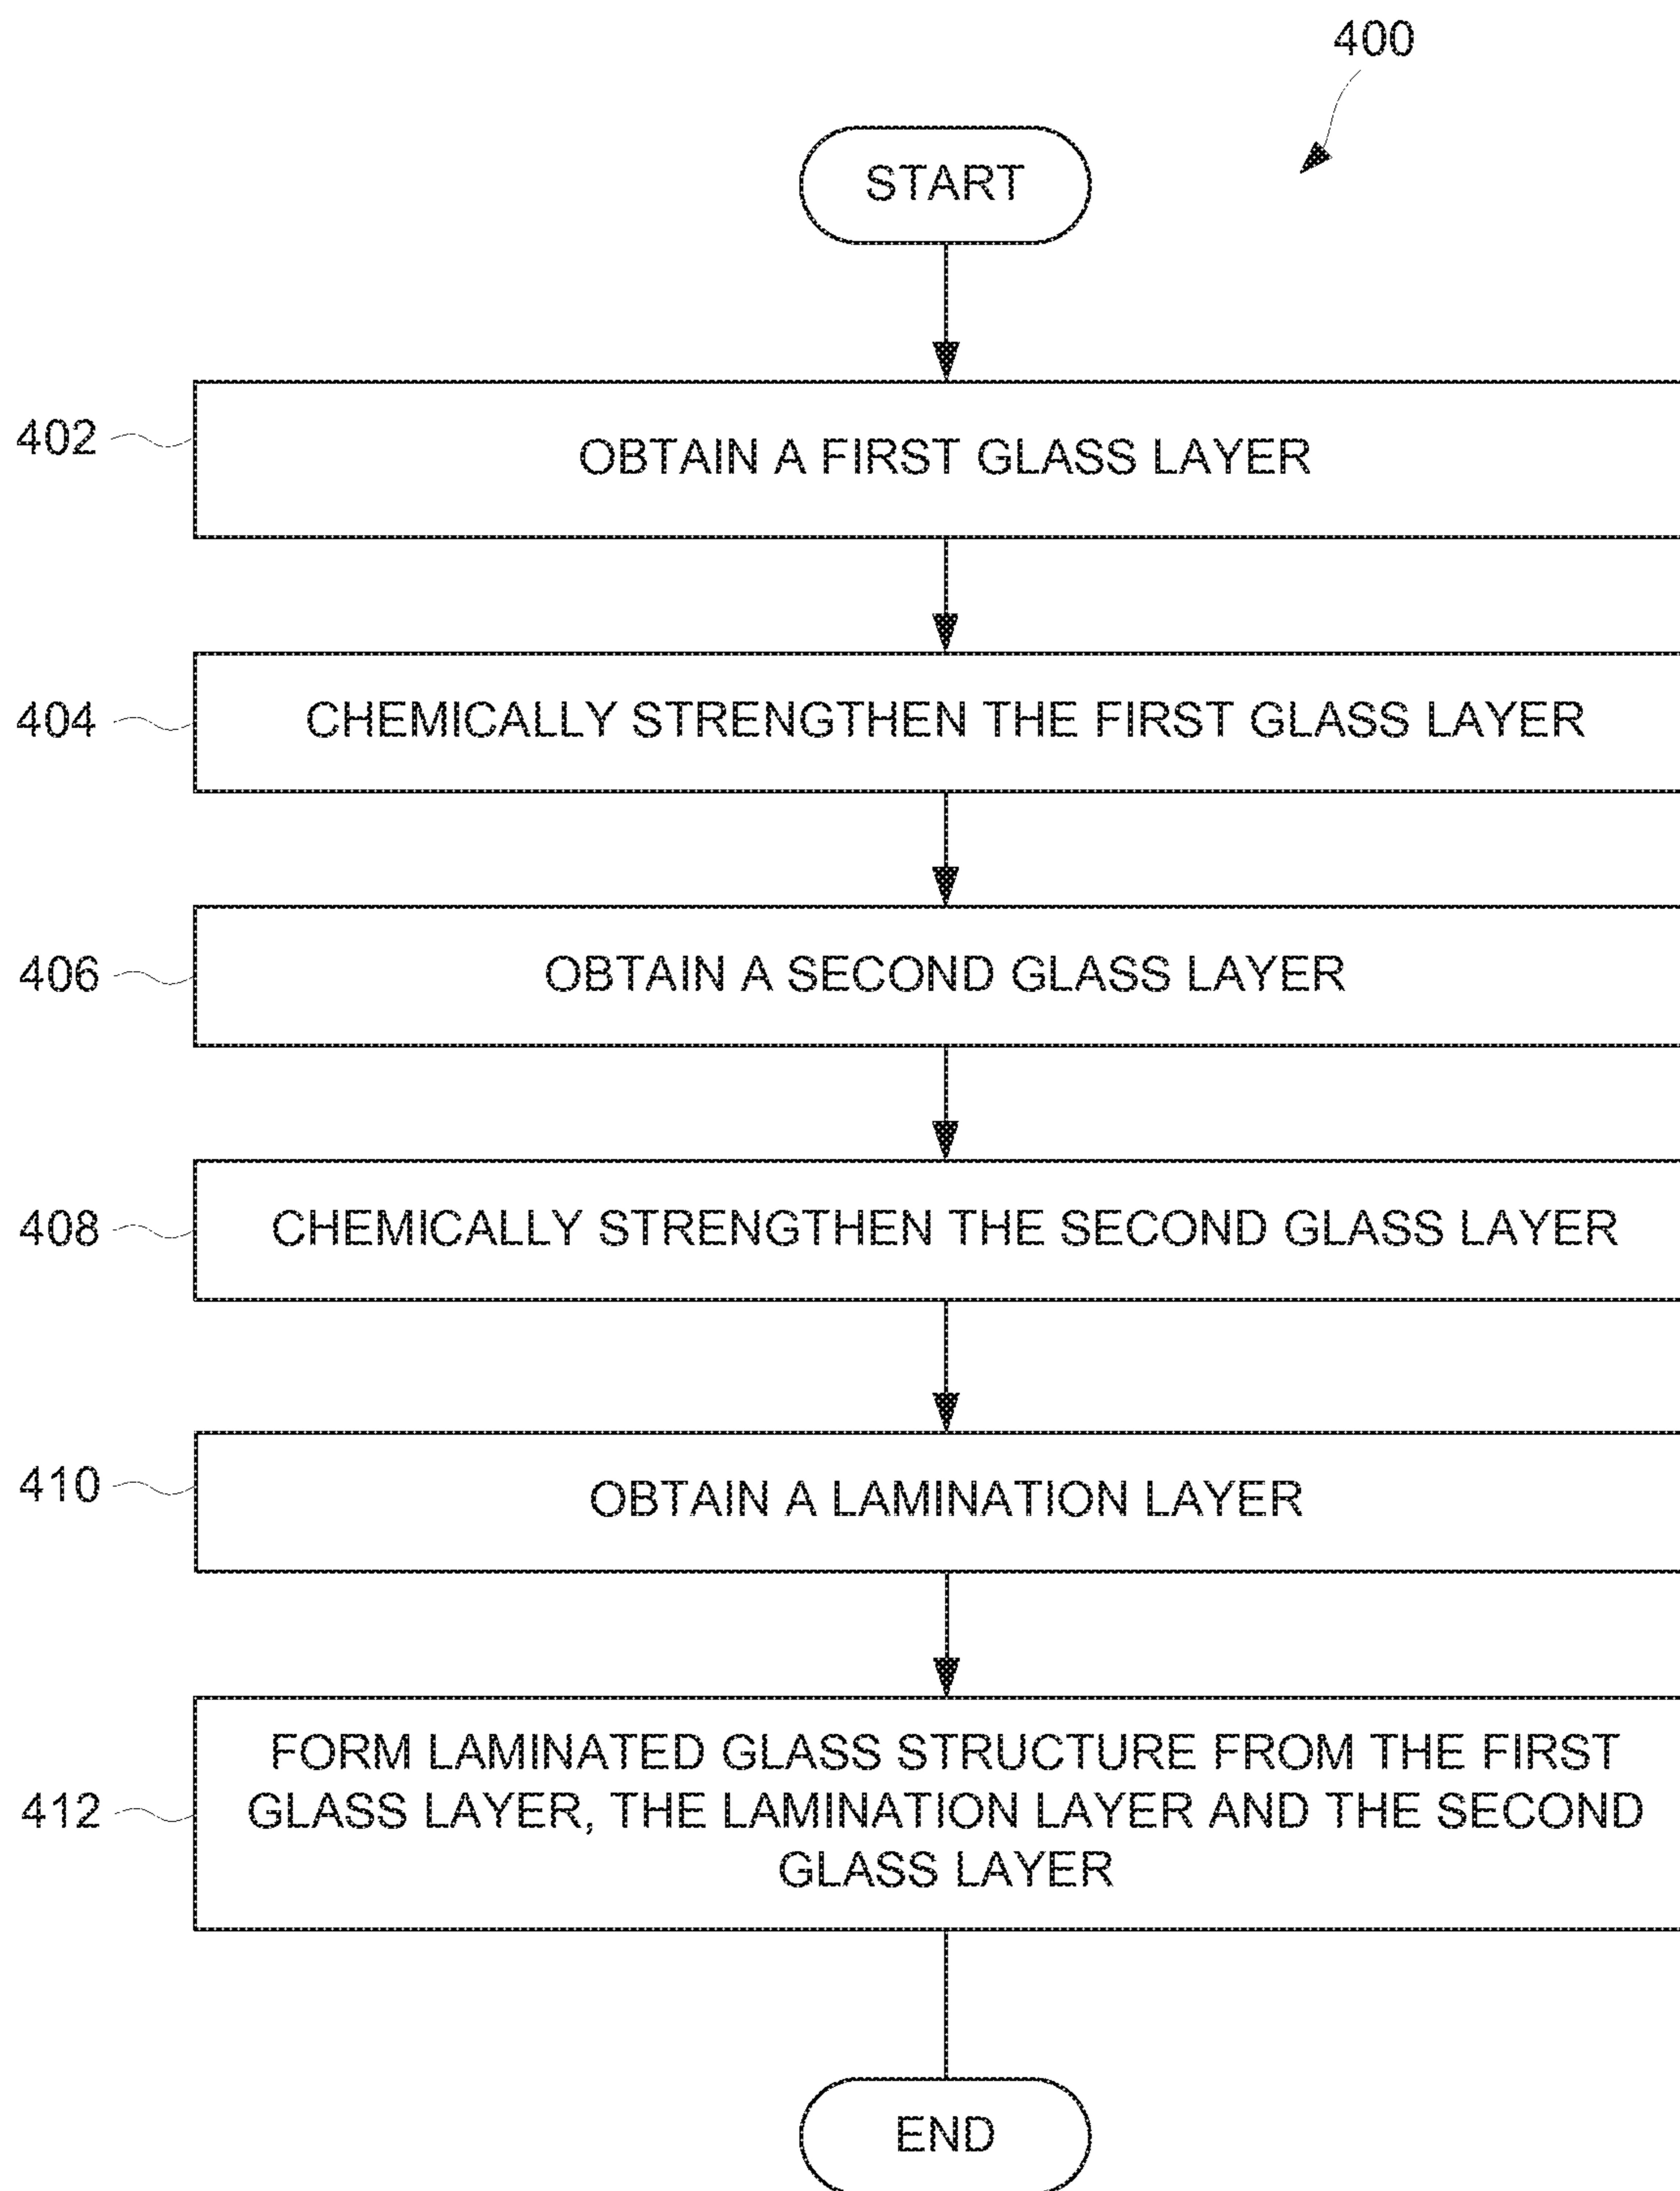 400
START
402
OBTAIN A FIRST GLASS LAYER
404
CHEMICALLY STRENGTHEN THE FIRST GLASS LAYER
406
OBTAIN A SECOND GLASS LAYER
408
CHEMICALLY STRENGTHEN THE SECOND GLASS LAYER
410
OBTAIN A LAMINATION LAYER
412
FORM LAMINATED GLASS STRUCTURE FROM THE FIRST
GLASS LAYER, THE LAMINATION LAYER AND THE SECOND
GLASS LAYER
END